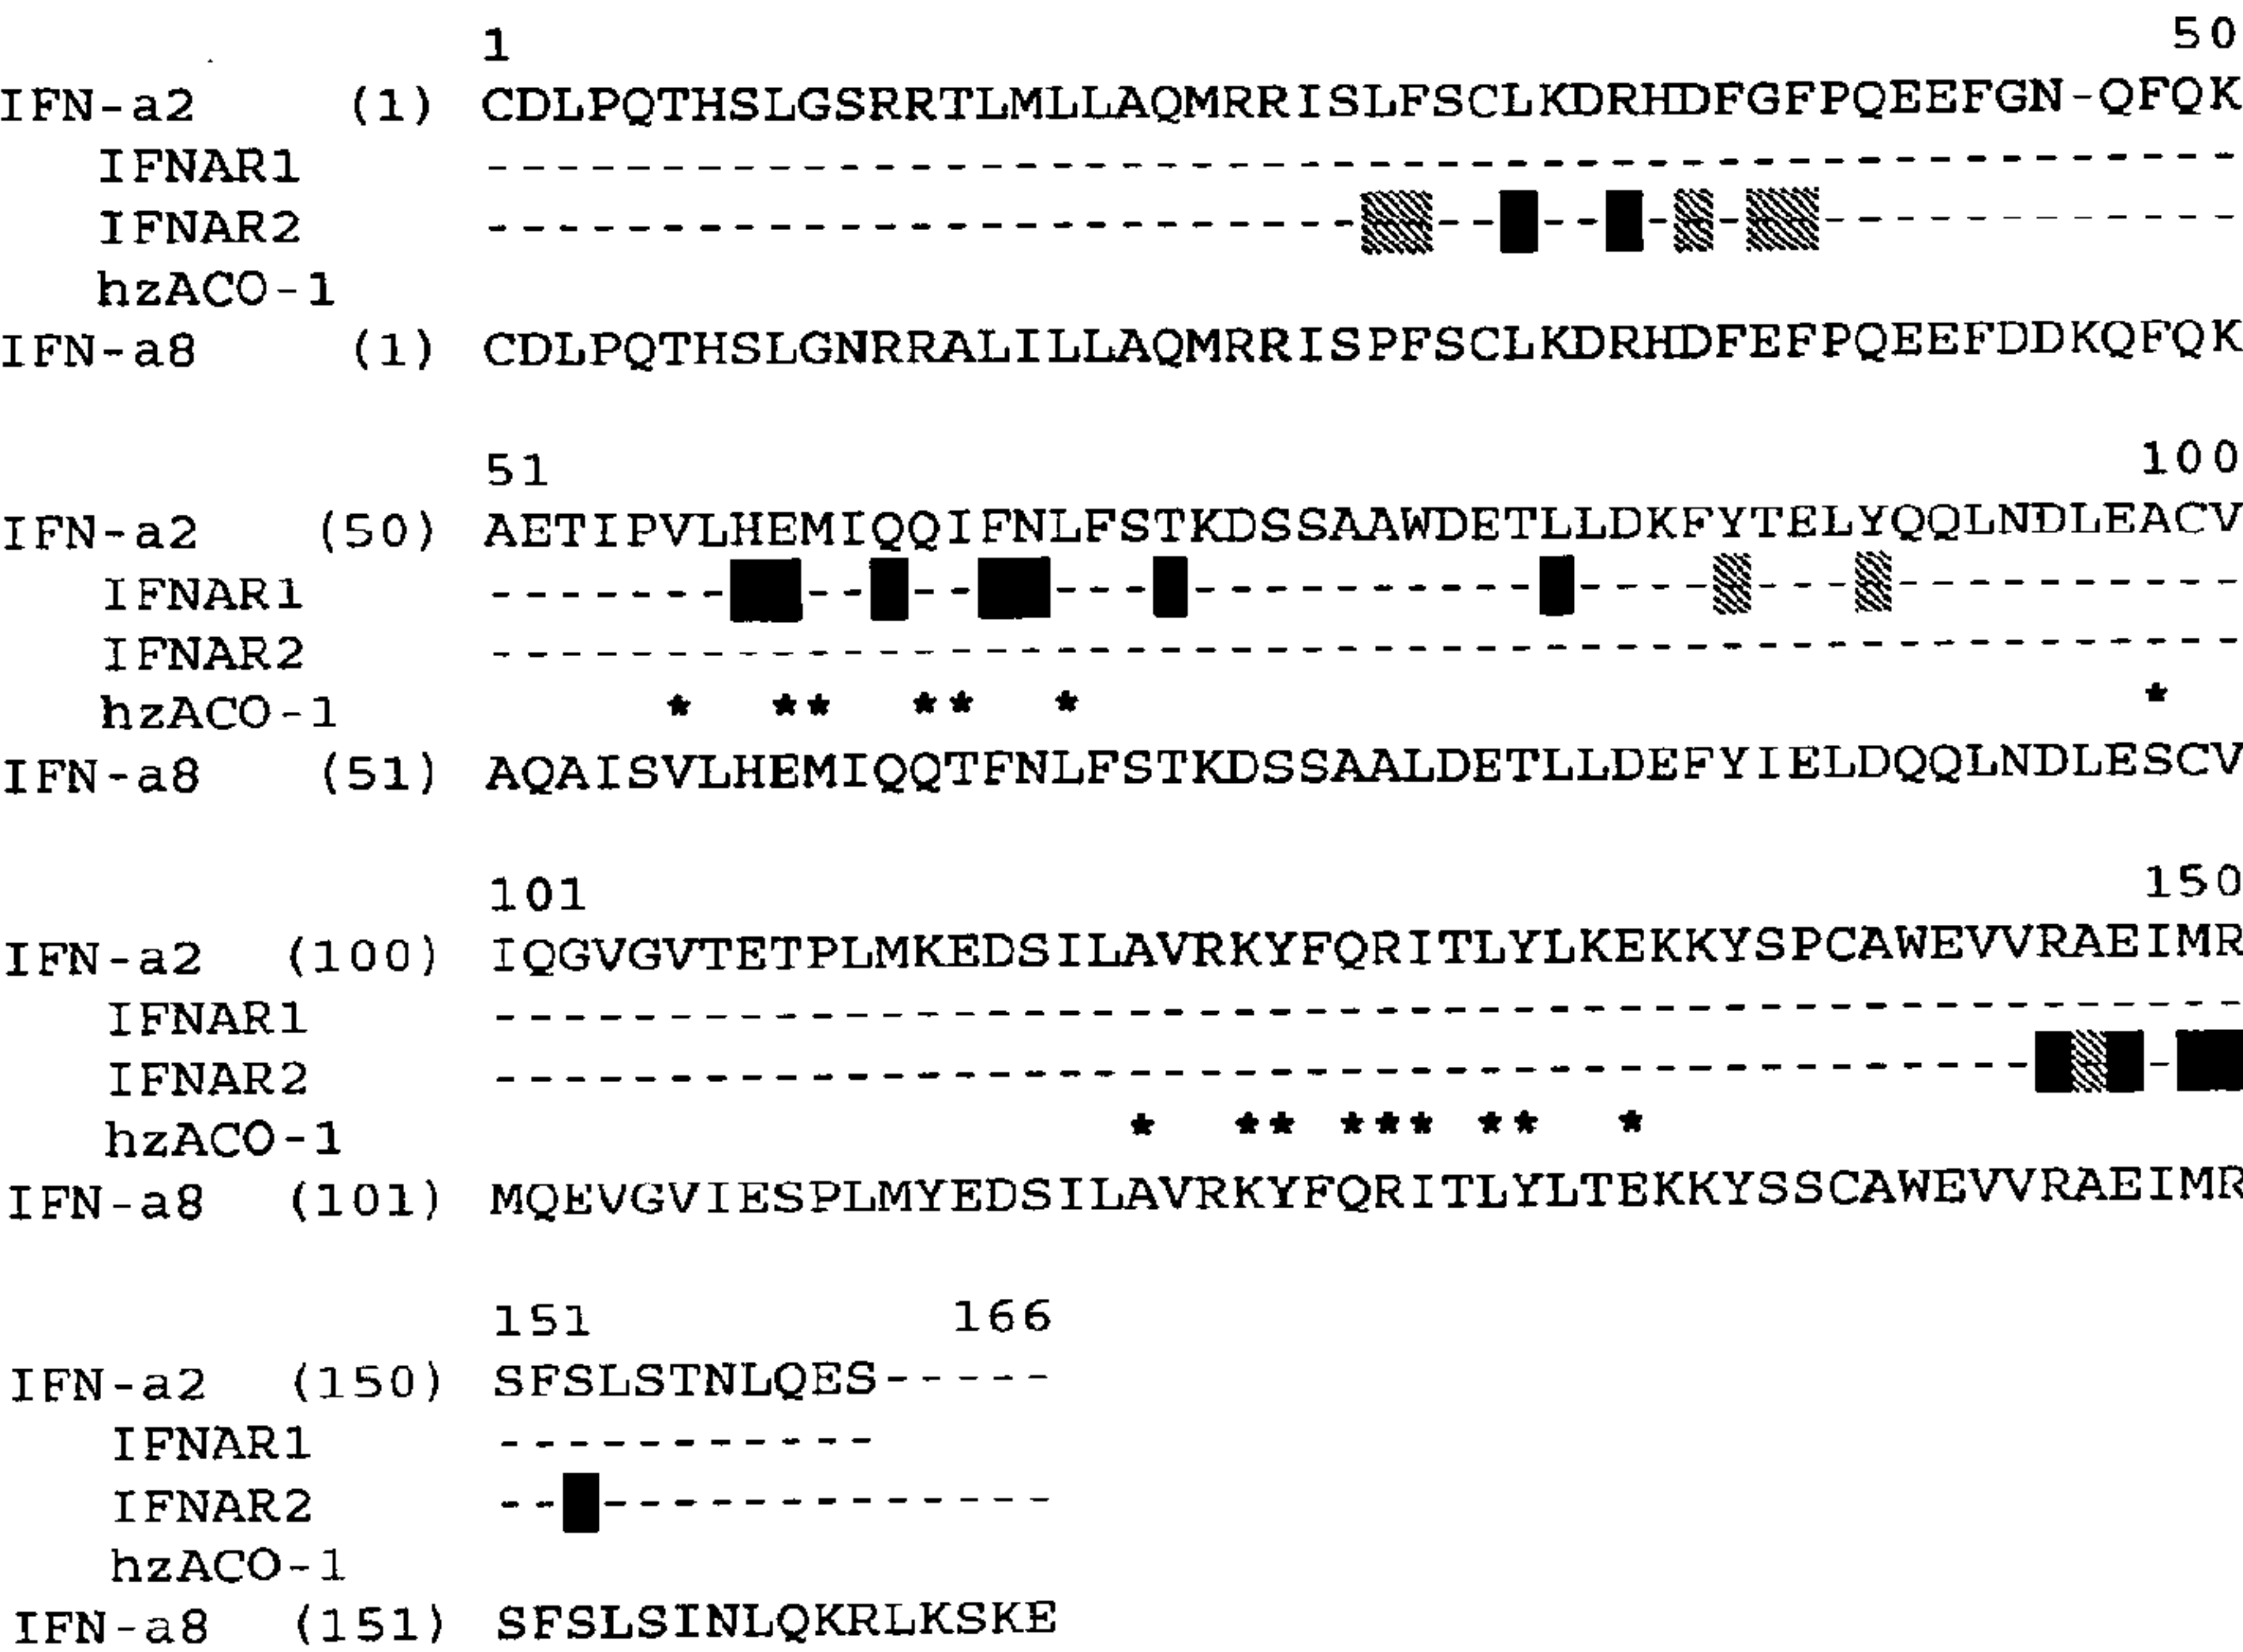 1 50
IFN-a2 (1) CDLPQTHSLGSRRTLMLLAQMRRISLFSCLKDRHDFGFPQEEFGN-QFQK
IFNAR1 --------------------------------------------------
IFNAR2 -------------------------  --  --  - -  ------------
hzACO-1
IFN-a8 (1) CDLPQTHSLGNRRALILLAQMRRISPFSCLKDRHDFEFPQEEFDDKQFQK
51 100
IFN-a2 (50) AETIPVLHEMIQQIFNLFSTKDSSAAWDETLLDKFYTELYQQLNDLEACV
IFNAR1 -------  -- --  --- ---------- ---- --- ----------
IFNAR2 --------------------------------------------------
hzACO-1 * ** ** * *
IFN-a8 (51) AQAISVLHEMIQQTFNLFSTKDSSAALDETLLDEFYIELDQQLNDLESCV
101 150
IFN-a2 (100) IQGVGVTETPLMKEDSILAVRKYFQRITLYLKEKKYSPCAWEVVRAEIMR
IFNAR1 --------------------------------------------------
IFNAR2 --------------------------------------------   -
hzACO-1 * ** *** ** *
IFN-a8 (101) MQEVGVIESPLMYEDSILAVRKYFQRITLYLTEKKYSSCAWEVVRAEIMR
151 166
IFN-a2 (150) SFSLSTNLQES-----
IFNAR1 -----------
IFNAR2 -- -------------
hzACO-1
IFN-a8 (151) SFSLSINLQKRLKSKE